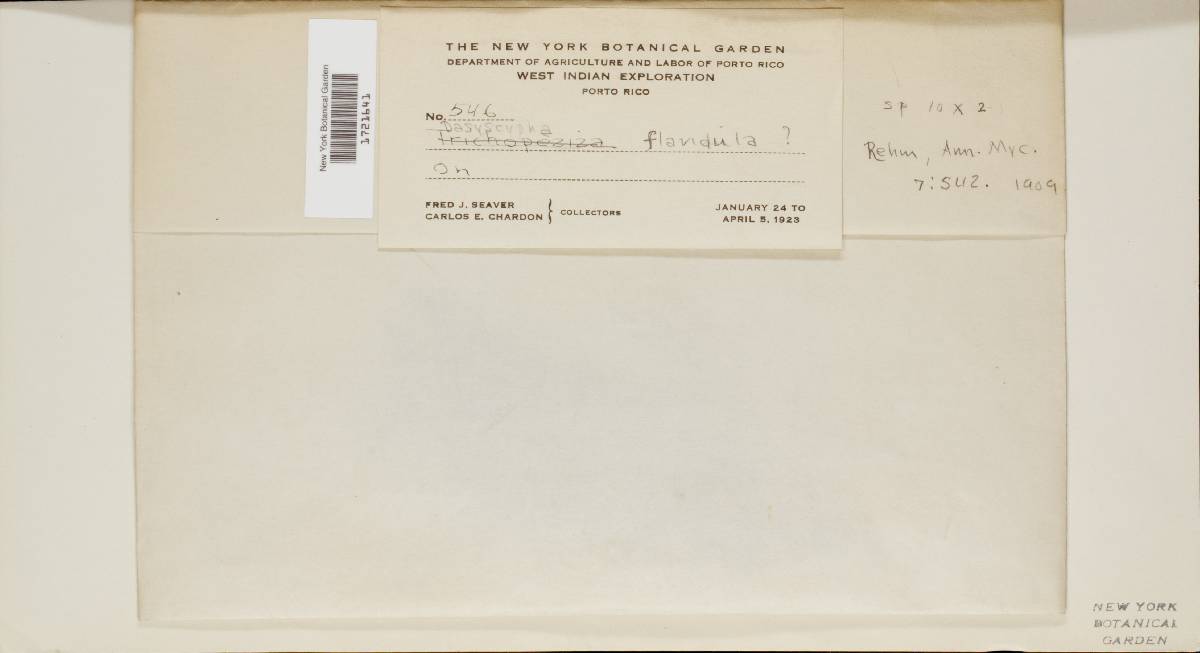 New York Botanical Garden
1721641
THE NEW YORK BOTANICAL GARDEN
DEPARTMENT OF AGRICULTURE AND LABOR OF PORTO RICO
WEST INDIAN EXPLORATION
PORTO RICO
No. 546
Dasyscypha
Trichopeziza flavidula ?
On
FRED J. SEAVER
CARLOS E. CHARDON } COLLECTORS
JANUARY 24 TO
APRIL 5, 1923
sp 10 x 2
Rehm, Ann. Myc.
7:542. 1909
NEW YORK
BOTANICAL
GARDEN